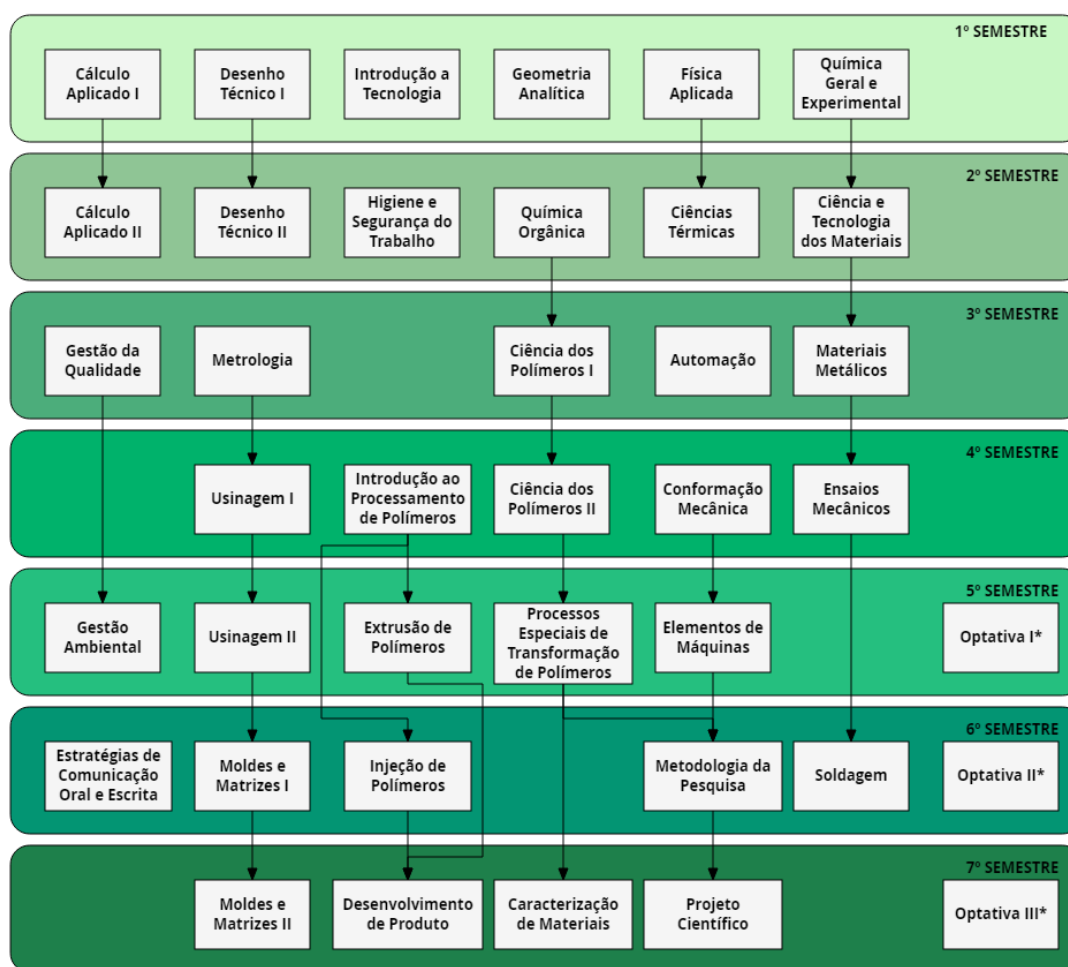 1º SEMESTRE
Cálculo
Aplicado I
Desenho
Técnico I
Introdução a
Tecnologia
Geometria
Analítica
Física
Aplicada
Química
Geral e
Experimental
2º SEMESTRE
Cálculo
Aplicado II
Desenho
Técnico II
Higiene e
Segurança do
Trabalho
Química
Orgânica
Ciências
Térmicas
Ciência e
Tecnologia
dos Materiais
3º SEMESTRE
Gestão da
Qualidade
Metrologia
Ciência dos
Polímeros I
Automação
Materiais
Metálicos
4º SEMESTRE
Usinagem I
Introdução ao
Processamento
de Polímeros
Ciência dos
Polímeros II
Conformação
Mecânica
Ensaios
Mecânicos
5º SEMESTRE
Gestão
Ambiental
Usinagem II
Extrusão de
Polímeros
Processos
Especiais de
Transformação
de Polímeros
Elementos de
Máquinas
Optativa I*
6º SEMESTRE
Estratégias de
Comunicação
Oral e Escrita
Moldes e
Matrizes I
Injeção de
Polímeros
Metodologia da
Pesquisa
Soldagem
Optativa II*
7º SEMESTRE
Moldes e
Matrizes II
Desenvolvimento
de Produto
Caracterização
de Materiais
Projeto
Científico
Optativa III*